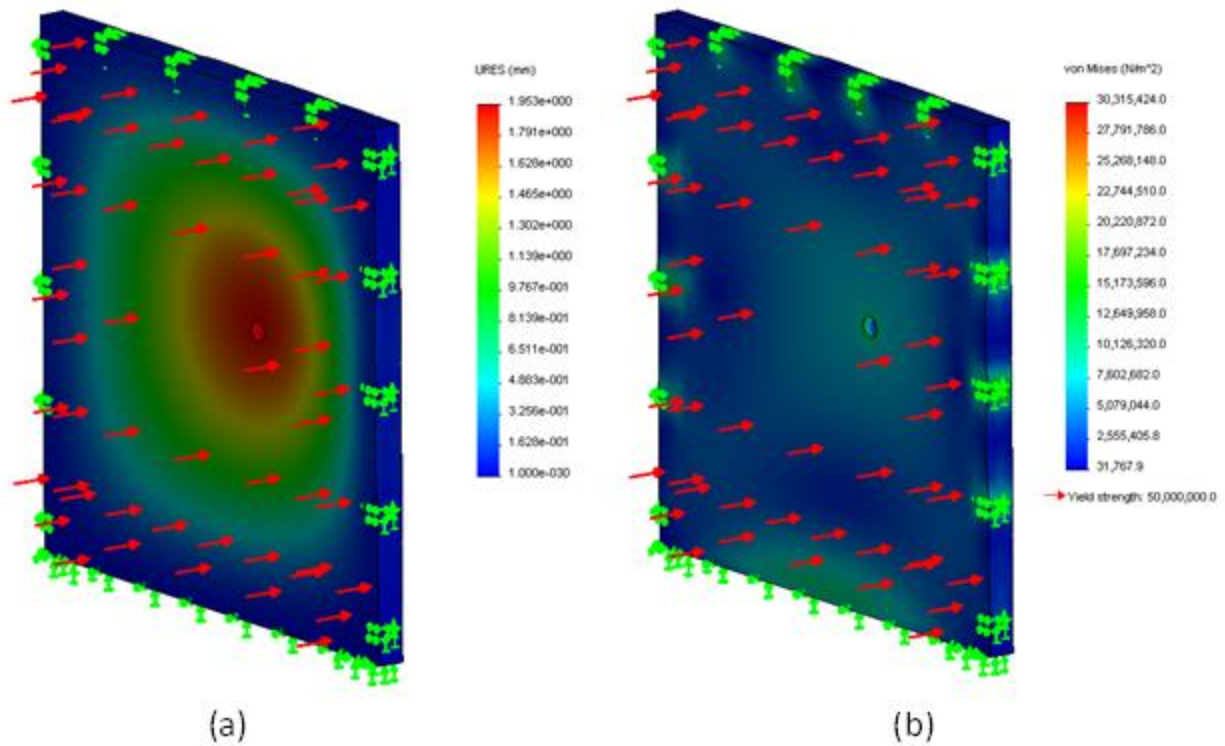 URES (mm)
1.953e+000
1.791e+000
1.628e+000
1.465e+000
1.302e+000
1.139e+000
9.767e-001
8.139e-001
6.511e-001
4.883e-001
3.256e-001
1.628e-001
1.000e-030
von Mises (N/m^2)
30,315,424.0
27,791,786.0
25,268,148.0
22,744,510.0
20,220,872.0
17,697,234.0
15,173,596.0
12,649,958.0
10,126,320.0
7,602,682.0
5,079,044.0
2,555,405.8
31,767.9
Yield strength: 50,000,000.0
(a)
(b)